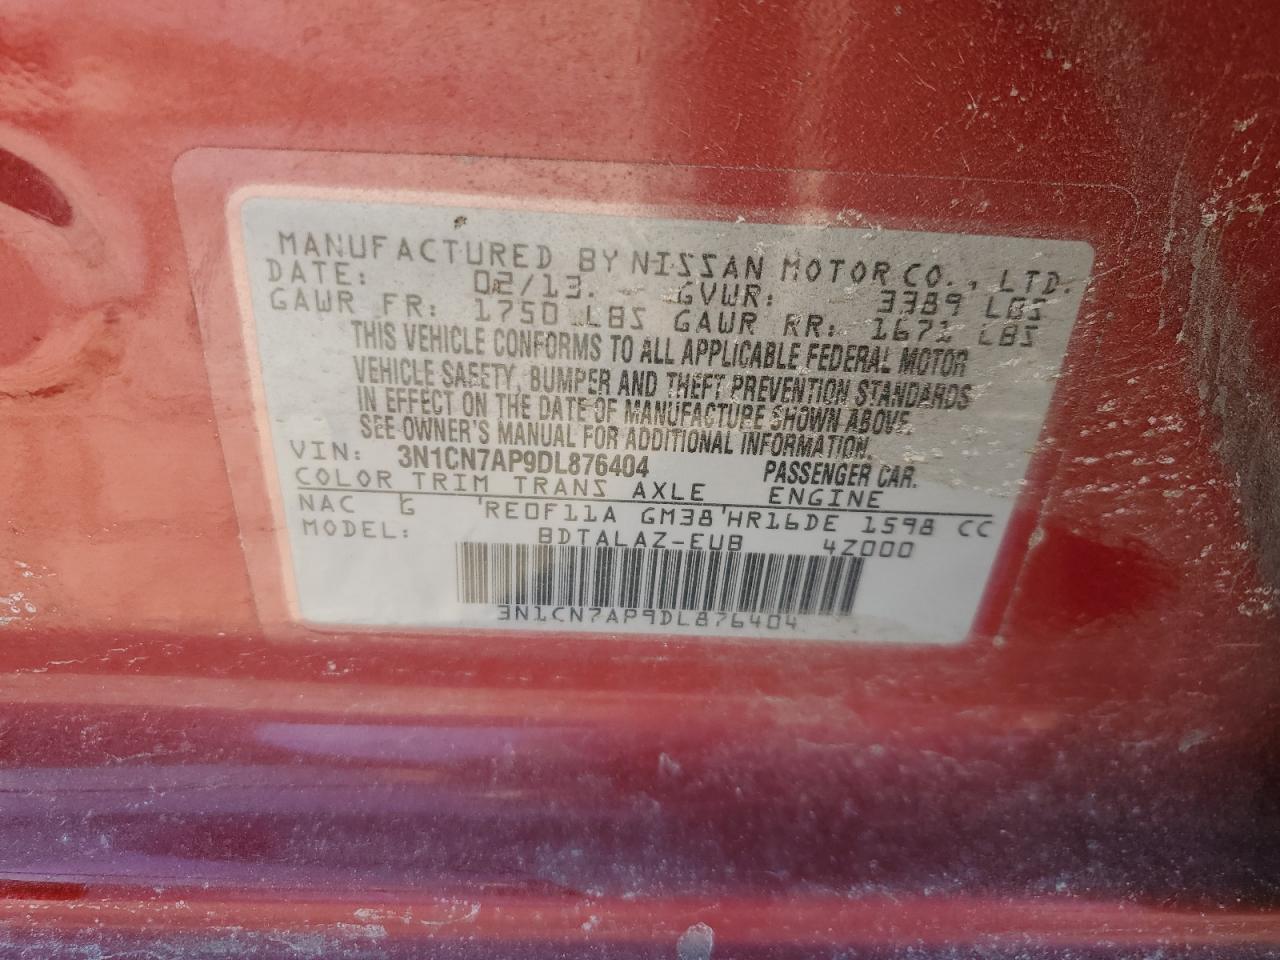 MANUFACTURED BY NISSAN MOTOR CO., LTD.
DATE: 02/13. GVWR: 3389 LBS
GAWR FR: 1750 LBS GAWR RR: 1671 LBS
THIS VEHICLE CONFORMS TO ALL APPLICABLE FEDERAL MOTOR
VEHICLE SAFETY, BUMPER AND THEFT PREVENTION STANDARDS
IN EFFECT ON THE DATE OF MANUFACTURE SHOWN ABOVE.
SEE OWNER'S MANUAL FOR ADDITIONAL INFORMATION.
VIN: 3N1CN7AP9DL876404 PASSENGER CAR.
COLOR TRIM TRANS AXLE ENGINE
NAC G 'RE0F11A GM38'HR16DE 1598 CC
MODEL: BDTALAZ-EUB 4Z000
3N1CN7AP9DL876404